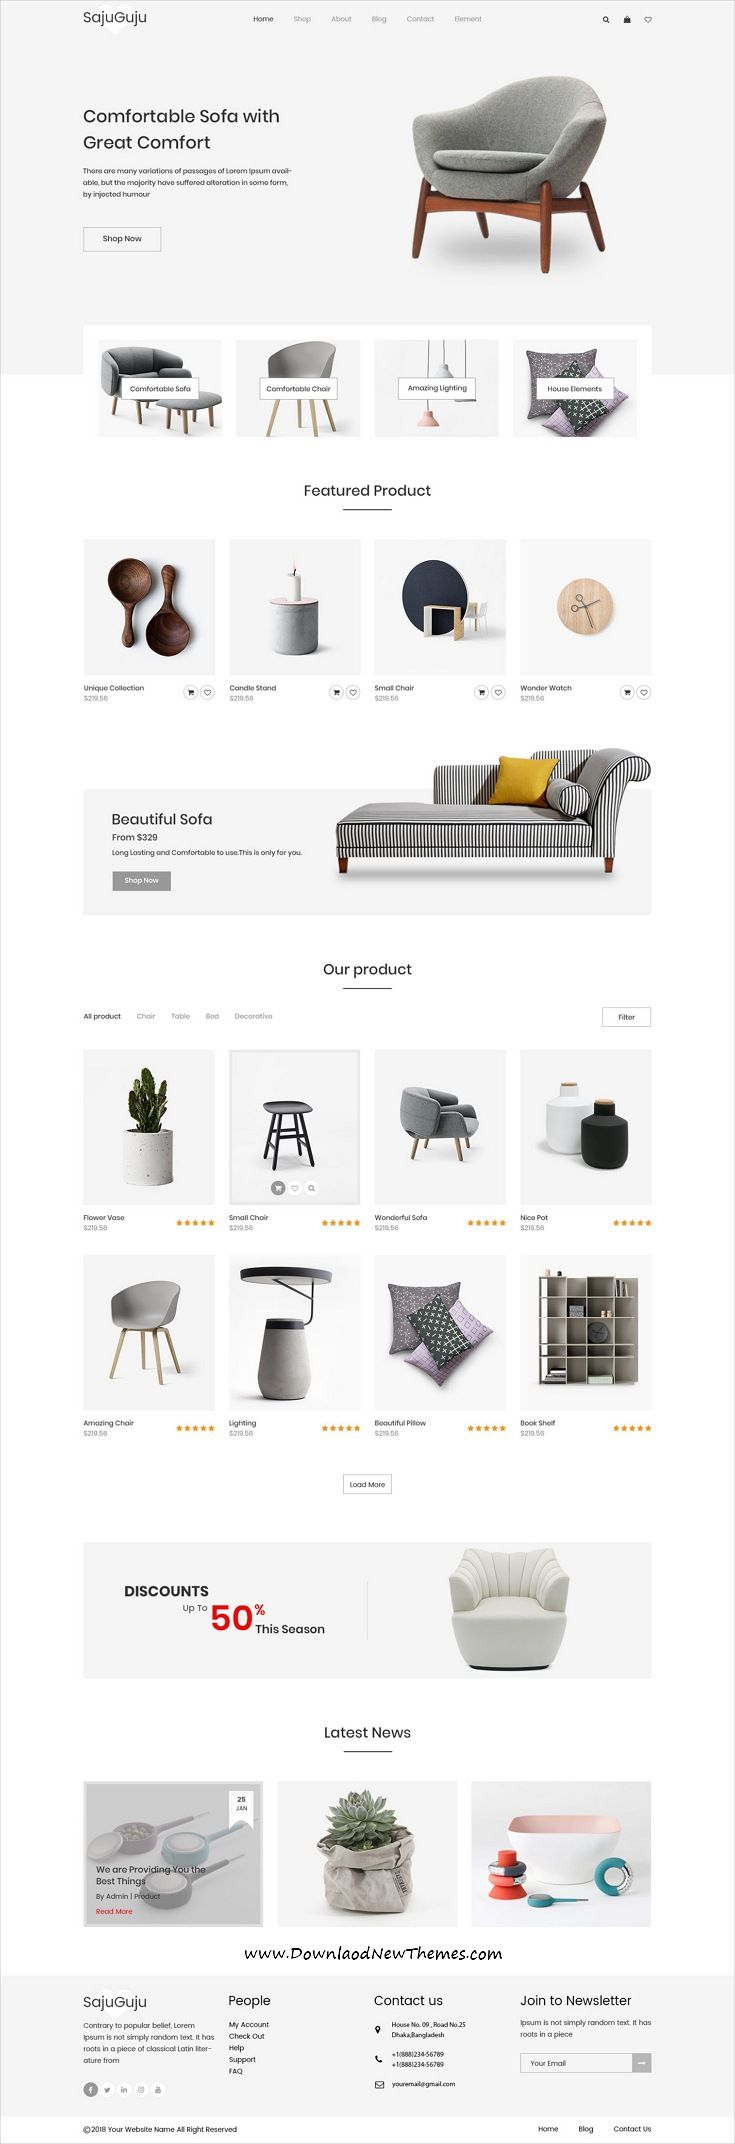 SajuGuju
Home Shop About Blog Contact Element
Comfortable Sofa with
Great Comfort
There are many variations of passages of Lorem Ipsum avail-
able, but the majority have suffered alteration in some form,
by injected humour
Shop Now
Comfortable Sofa
Comfortable Chair
Amazing Lighting
House Elements
Featured Product
Unique Collection
$219.56
Candle Stand
$219.56
Small Chair
$219.56
Wonder Watch
$219.56
Beautiful Sofa
From $329
Long Lasting and Comfortable to use.This is only for you.
Shop Now
Our product
All product Chair Table Bed Decorative
Filter
Flower Vase
$219.56
Small Chair
$219.56
Wonderful Sofa
$219.56
Nice Pot
$219.56
Amazing Chair
$219.56
Lighting
$219.56
Beautiful Pillow
$219.56
Book Shelf
$219.56
Load More
DISCOUNTS
Up To 50%
This Season
Latest News
25
JAN
We are Providing You the
Best Things
By Admin | Product
Read More
www.DownlaodNewThemes.com
SajuGuju
Contrary to popular belief, Lorem
Ipsum is not simply random text. It has
roots in a piece of classical Latin liter-
ature from
People
My Account
Check Out
Help
Support
FAQ
Contact us
House No. 09 , Road No.25
Dhaka,Bangladesh
+1(888)234-56789
+1(888)234-56789
youremail@gmail.com
Join to Newsletter
Ipsum is not simply random text. It has
roots in a piece
Your Email
©2018 Your Website Name All Right Reserved
Home Blog Contact Us